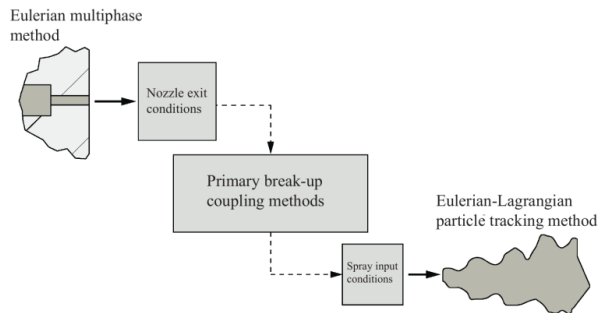 Eulerian multiphase
method
Nozzle exit
conditions
Primary break-up
coupling methods
Eulerian-Lagrangian
particle tracking method
Spray input
conditions